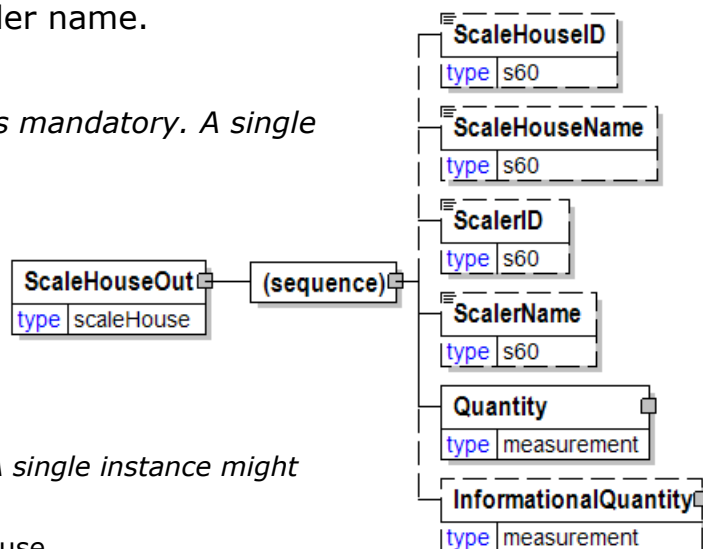 ler name.
s mandatory. A single
ScaleHouseID
type s60
ScaleHouseName
type s60
ScalerID
type s60
ScaleHouseOut
type scaleHouse
(sequence)
ScalerName
type s60
Quantity
type measurement
A single instance might
InformationalQuantity
type measurement
use